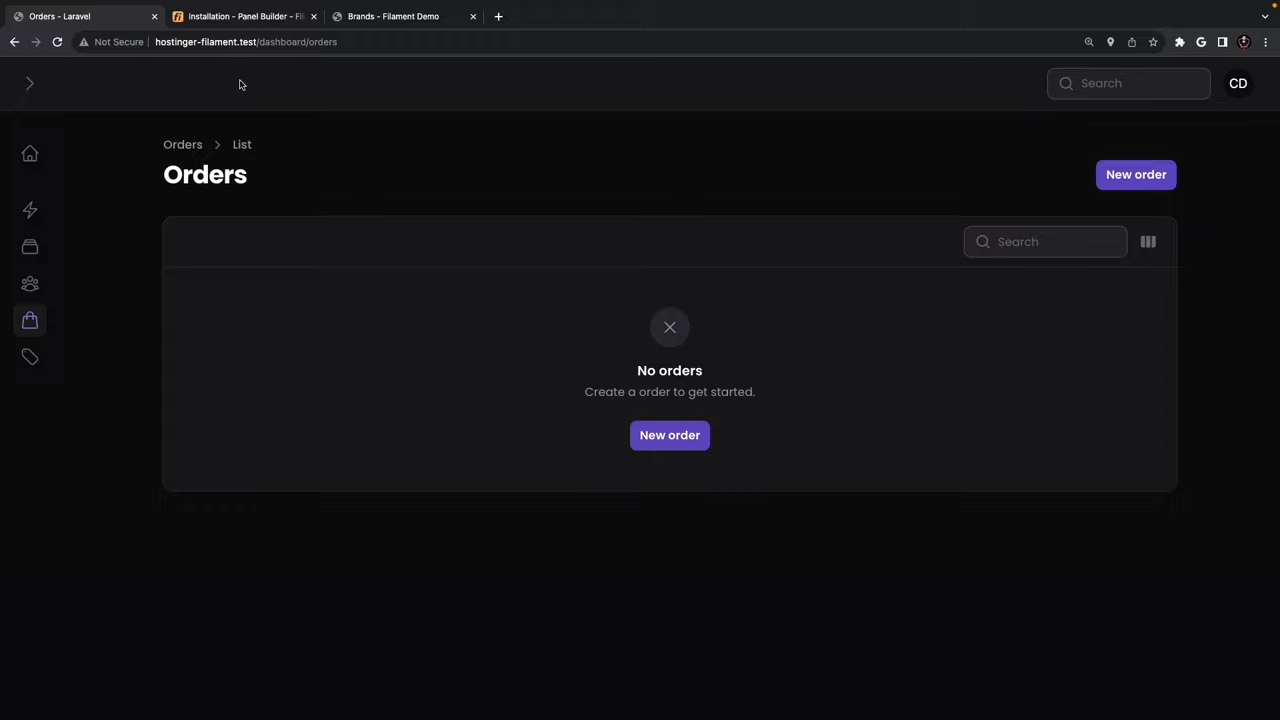 Orders - Laravel
Installation - Panel Builder - Fil
Brands - Filament Demo
Not Secure
hostinger-filament.test/dashboard/orders
Search
CD
Orders > List
Orders
New order
Search
No orders
Create a order to get started.
New order